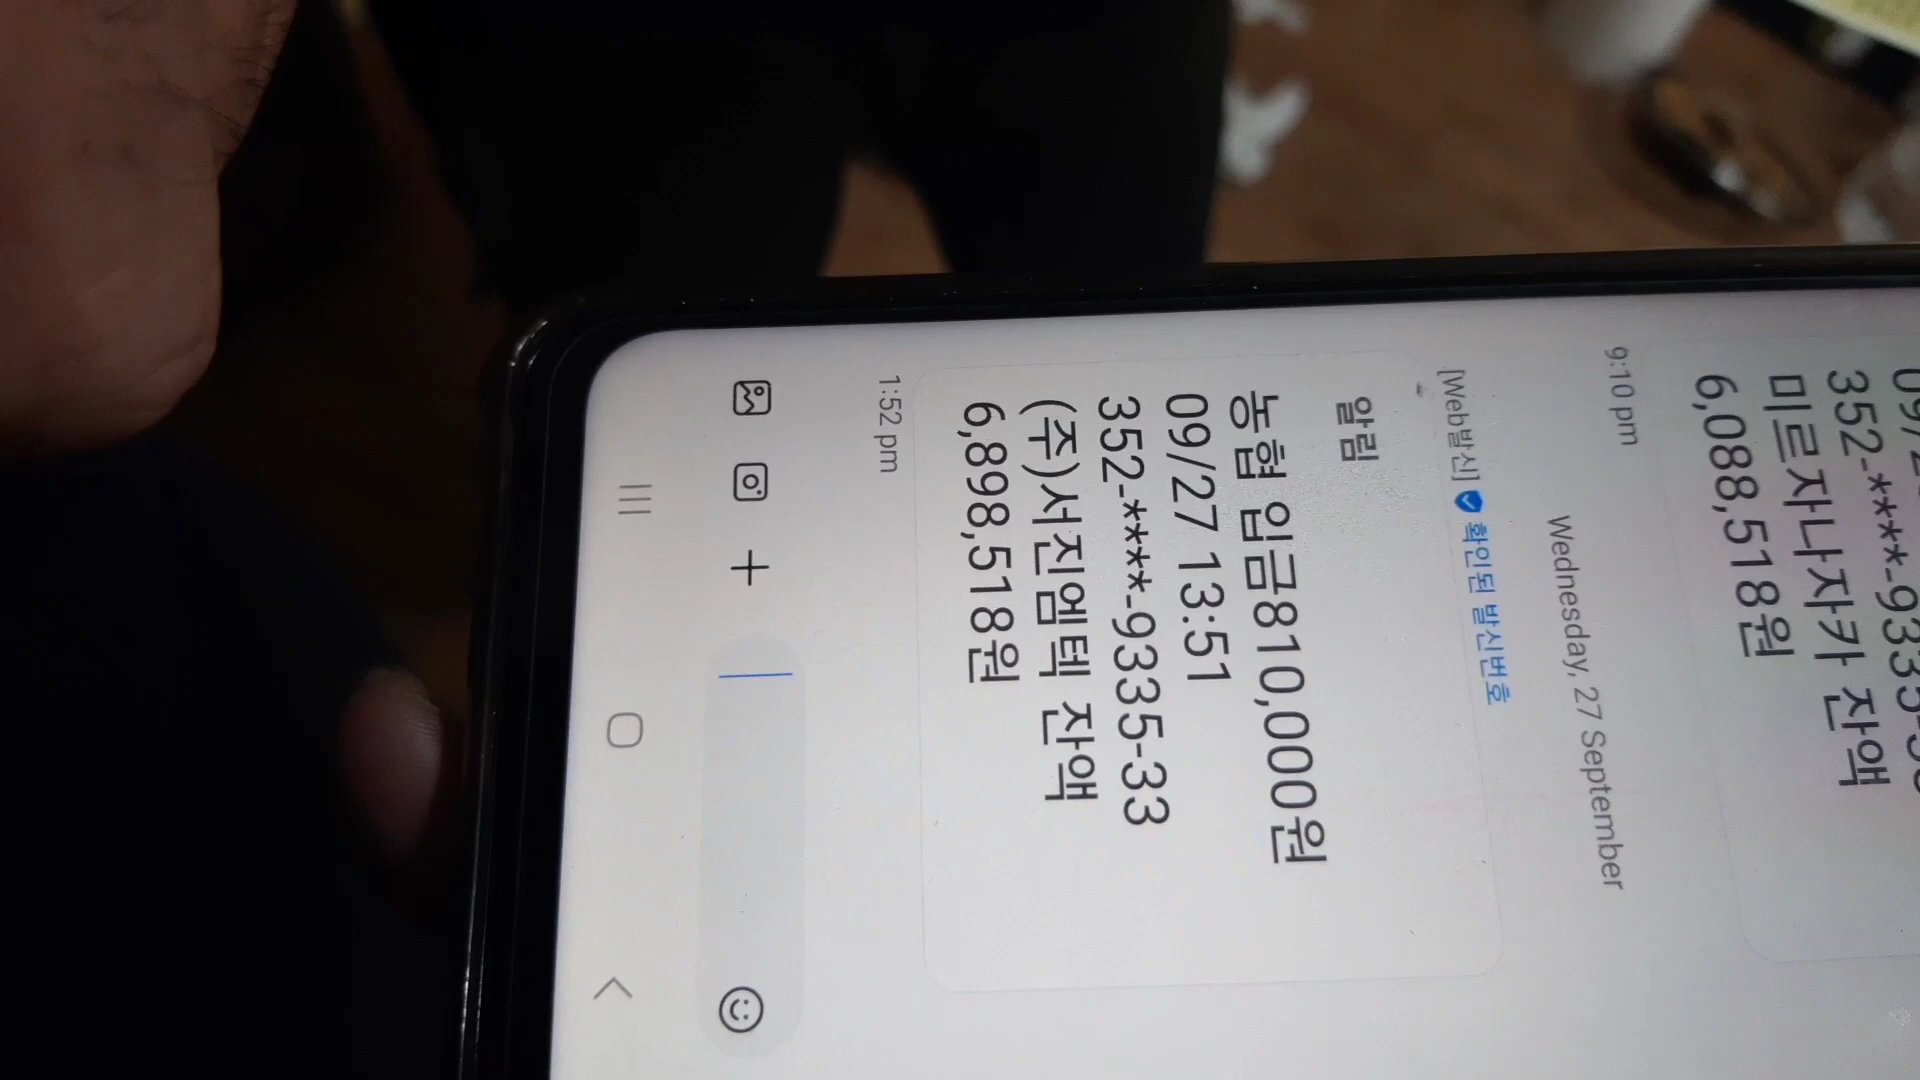 352-****-9335-
미르자나자카 잔액
6,088,518원
9:10 pm
Wednesday, 27 September
[Web발신] 확인된 발신번호
알림
농협 입금810,000원
09/27 13:51
352-****-9335-33
(주)서진엠텍 잔액
6,898,518원
1:52 pm